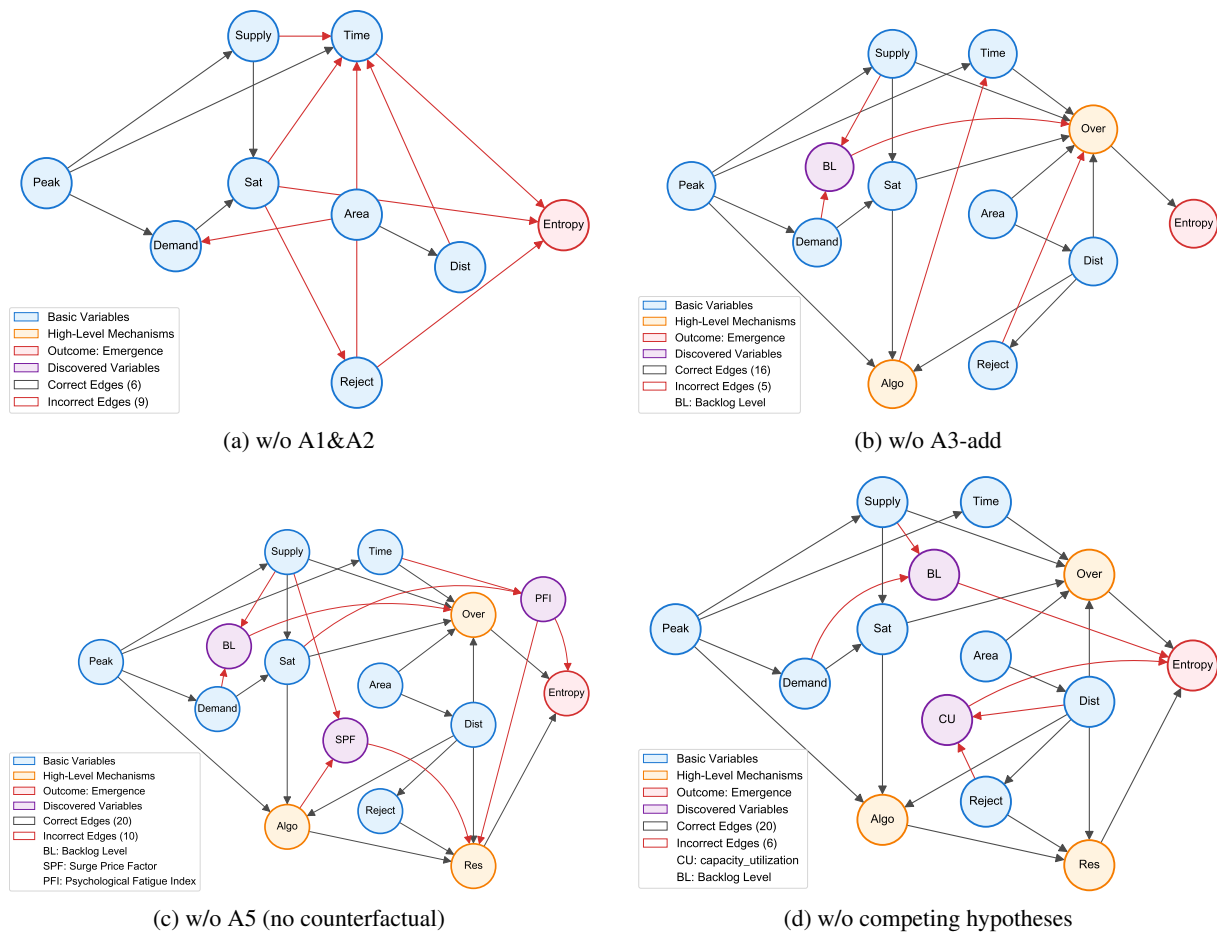 Supply
Time
Peak
Sat
Area
Demand
Entropy
Dist
Reject
Basic Variables
High-Level Mechanisms
Outcome: Emergence
Discovered Variables
Correct Edges (6)
Incorrect Edges (9)
(a) w/o A1&A2
Supply
Time
Over
BL
Peak
Sat
Area
Entropy
Demand
Dist
Reject
Algo
Basic Variables
High-Level Mechanisms
Outcome: Emergence
Discovered Variables
Correct Edges (16)
Incorrect Edges (5)
BL: Backlog Level
(b) w/o A3-add
Supply
Time
PFI
Over
BL
Peak
Sat
Area
Entropy
Demand
Dist
SPF
Reject
Algo
Res
Basic Variables
High-Level Mechanisms
Outcome: Emergence
Discovered Variables
Correct Edges (20)
Incorrect Edges (10)
BL: Backlog Level
SPF: Surge Price Factor
PFI: Psychological Fatigue Index
(c) w/o A5 (no counterfactual)
Supply
Time
BL
Over
Peak
Sat
Area
Entropy
Demand
Dist
CU
Reject
Algo
Res
Basic Variables
High-Level Mechanisms
Outcome: Emergence
Discovered Variables
Correct Edges (20)
Incorrect Edges (6)
CU: capacity_utilization
BL: Backlog Level
(d) w/o competing hypotheses